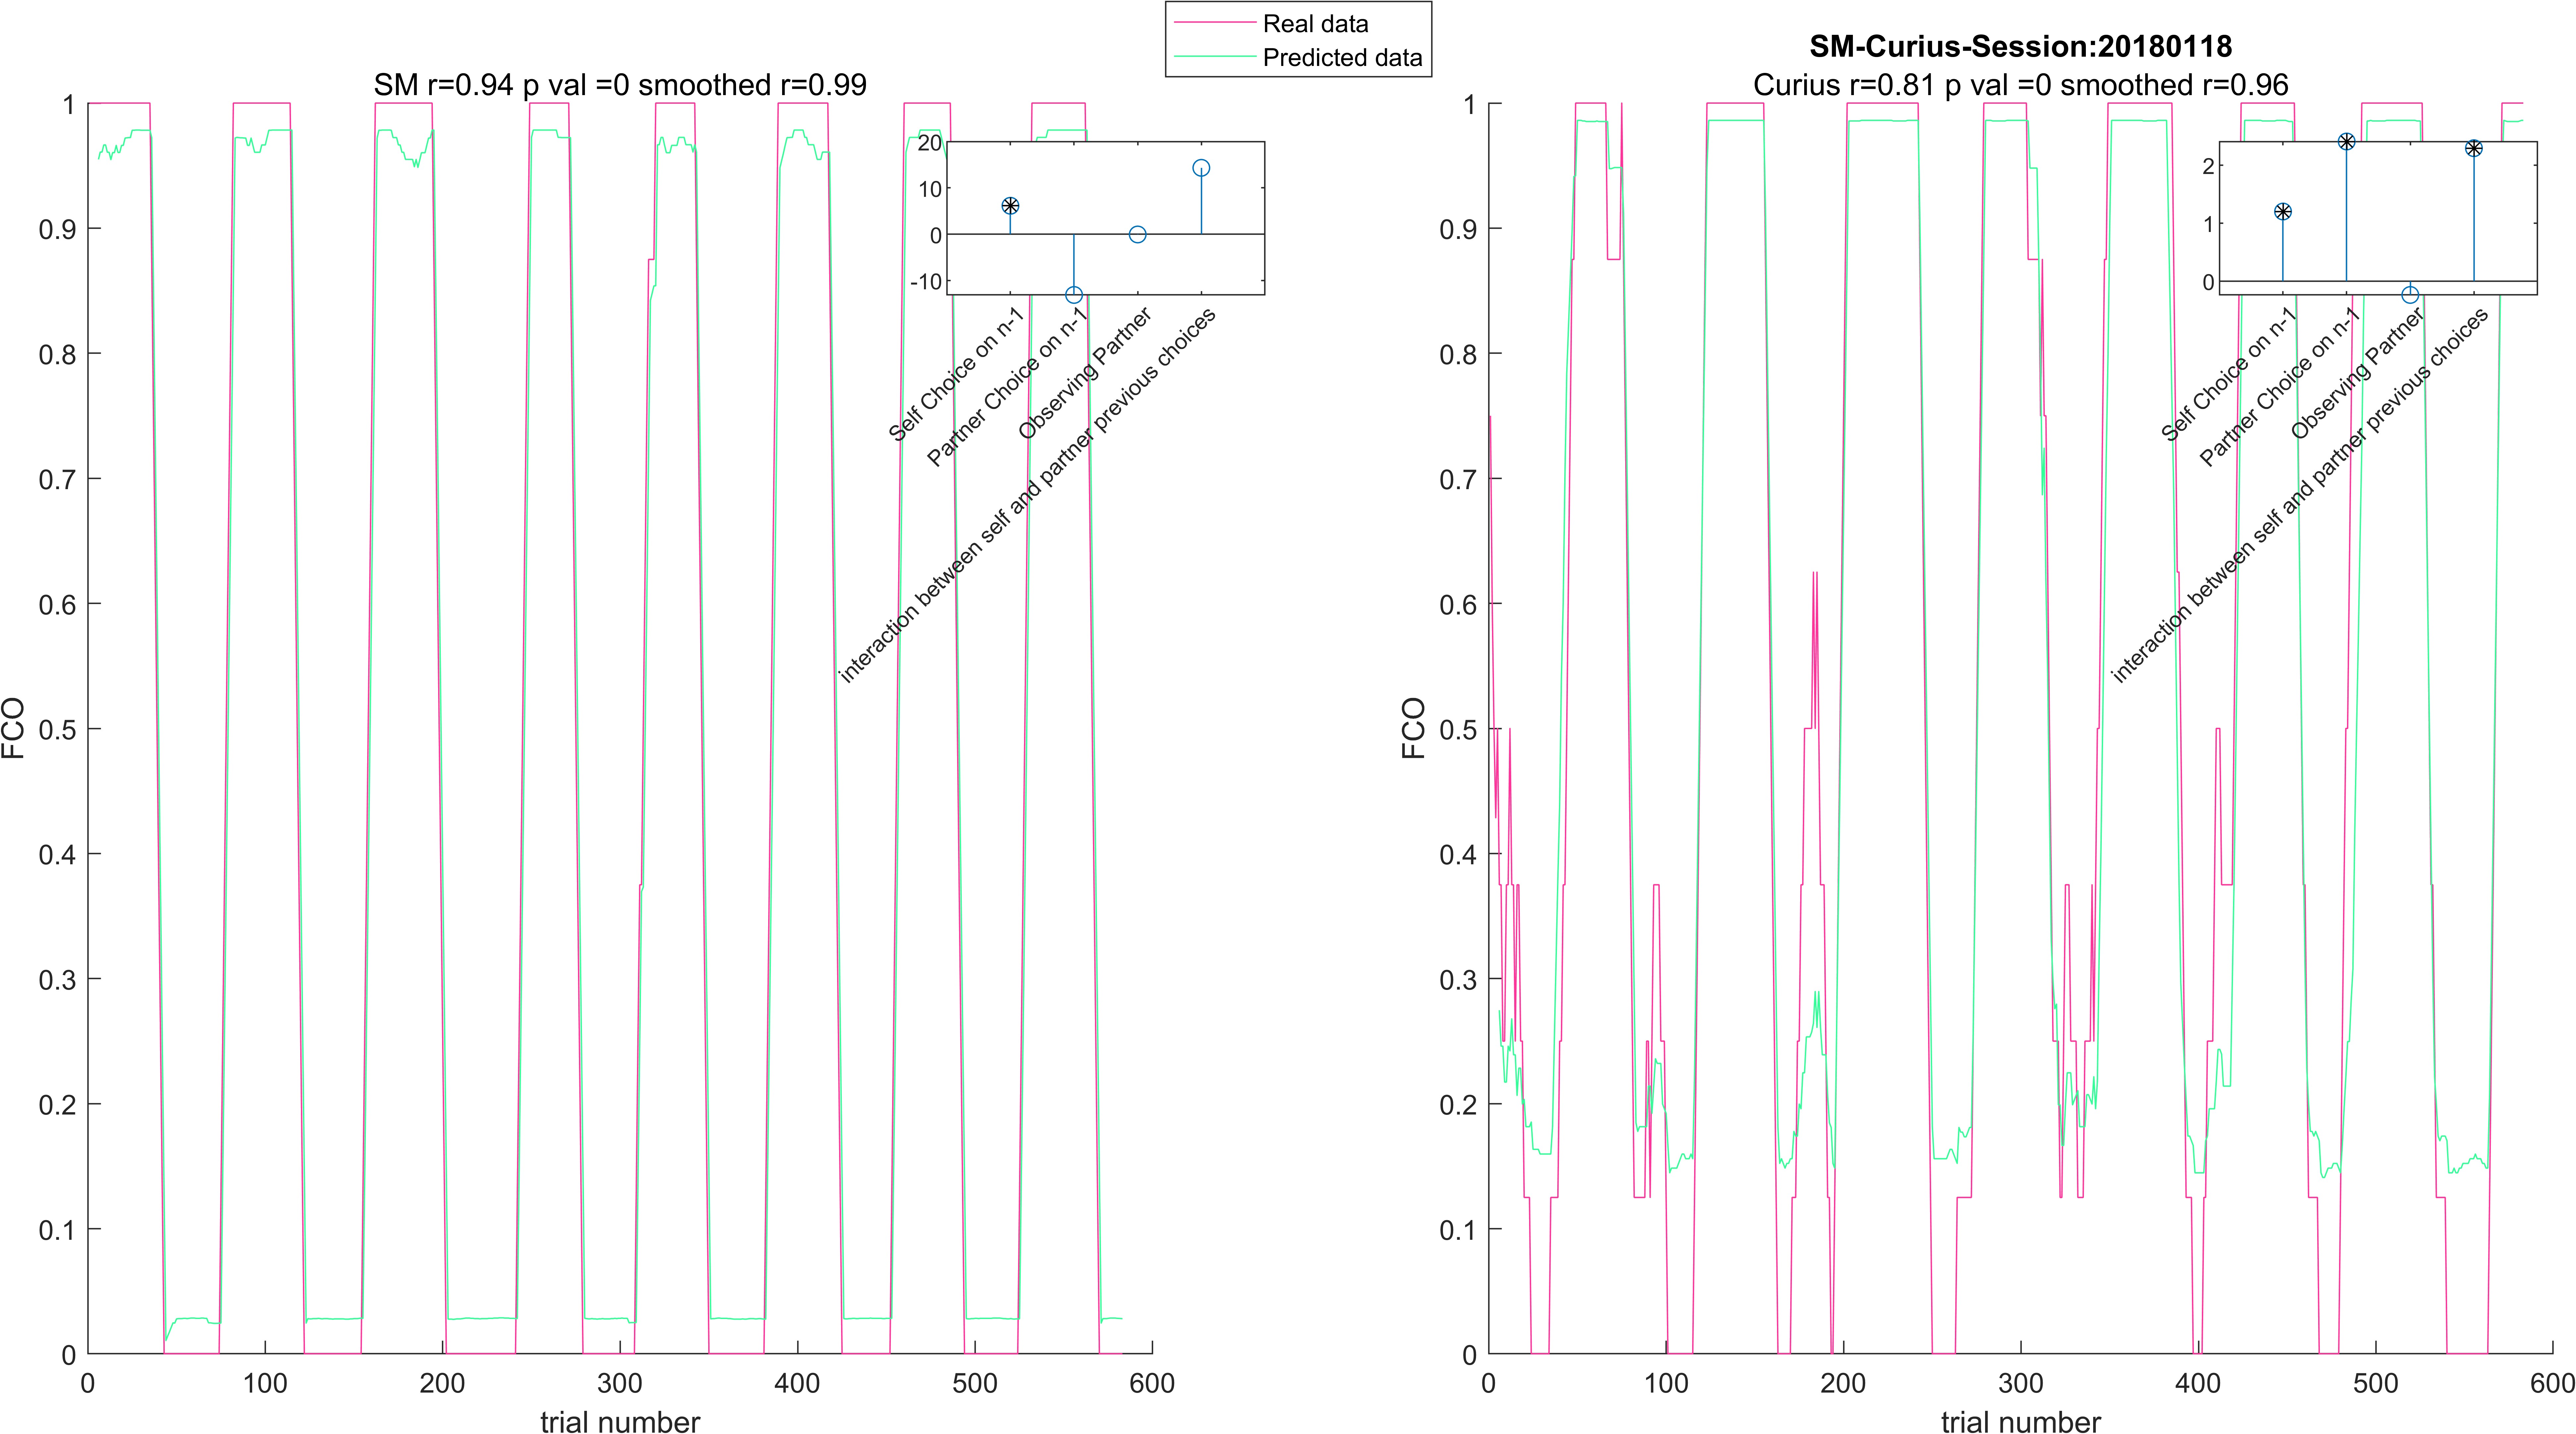 Real data
Predicted data
SM r=0.94 p val =0 smoothed r=0.99
1
0.9
0.8
0.7
0.6
0.5
0.4
0.3
0.2
0.1
0
FCO
0
100
200
300
400
500
600
trial number
20
10
0
-10
Self Choice on n-1
Partner Choice on n-1
Observing Partner
interaction between self and partner previous choices
SM-Curius-Session:20180118
Curius r=0.81 p val =0 smoothed r=0.96
1
0.9
0.8
0.7
0.6
0.5
0.4
0.3
0.2
0.1
0
FCO
0
100
200
300
400
500
600
trial number
2
1
0
Self Choice on n-1
Partner Choice on n-1
Observing Partner
interaction between self and partner previous choices